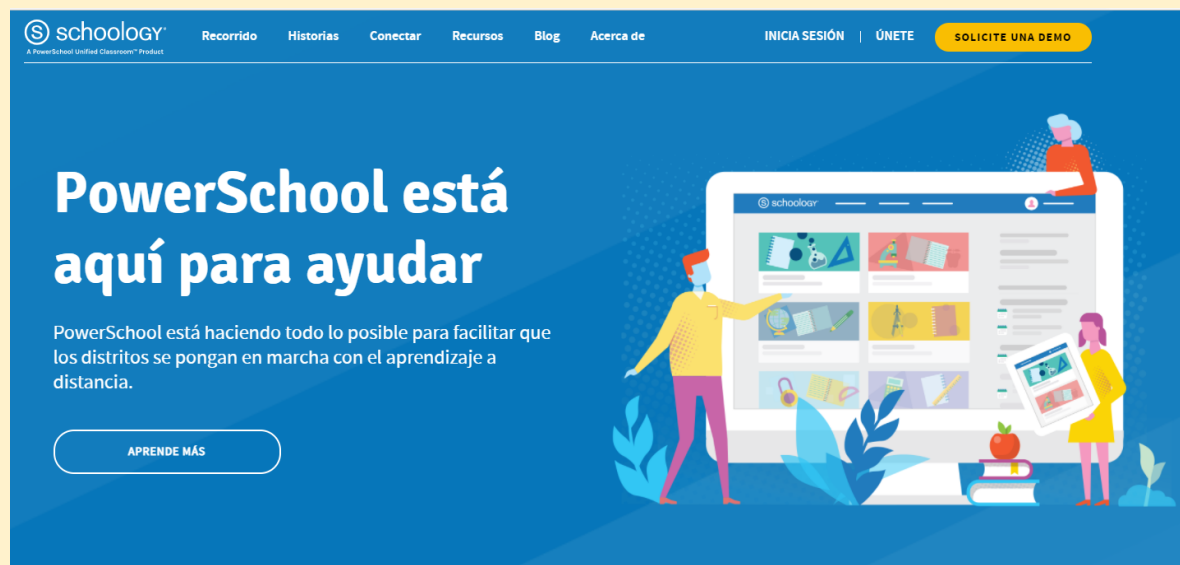 schoology
A PowerSchool Unified Classroom™ Product
Recorrido Historias Conectar Recursos Blog Acerca de INICIA SESIÓN | ÚNETE SOLICITE UNA DEMO
PowerSchool está
aquí para ayudar
PowerSchool está haciendo todo lo posible para facilitar que
los distritos se pongan en marcha con el aprendizaje a
distancia.
APRENDE MÁS
schoology